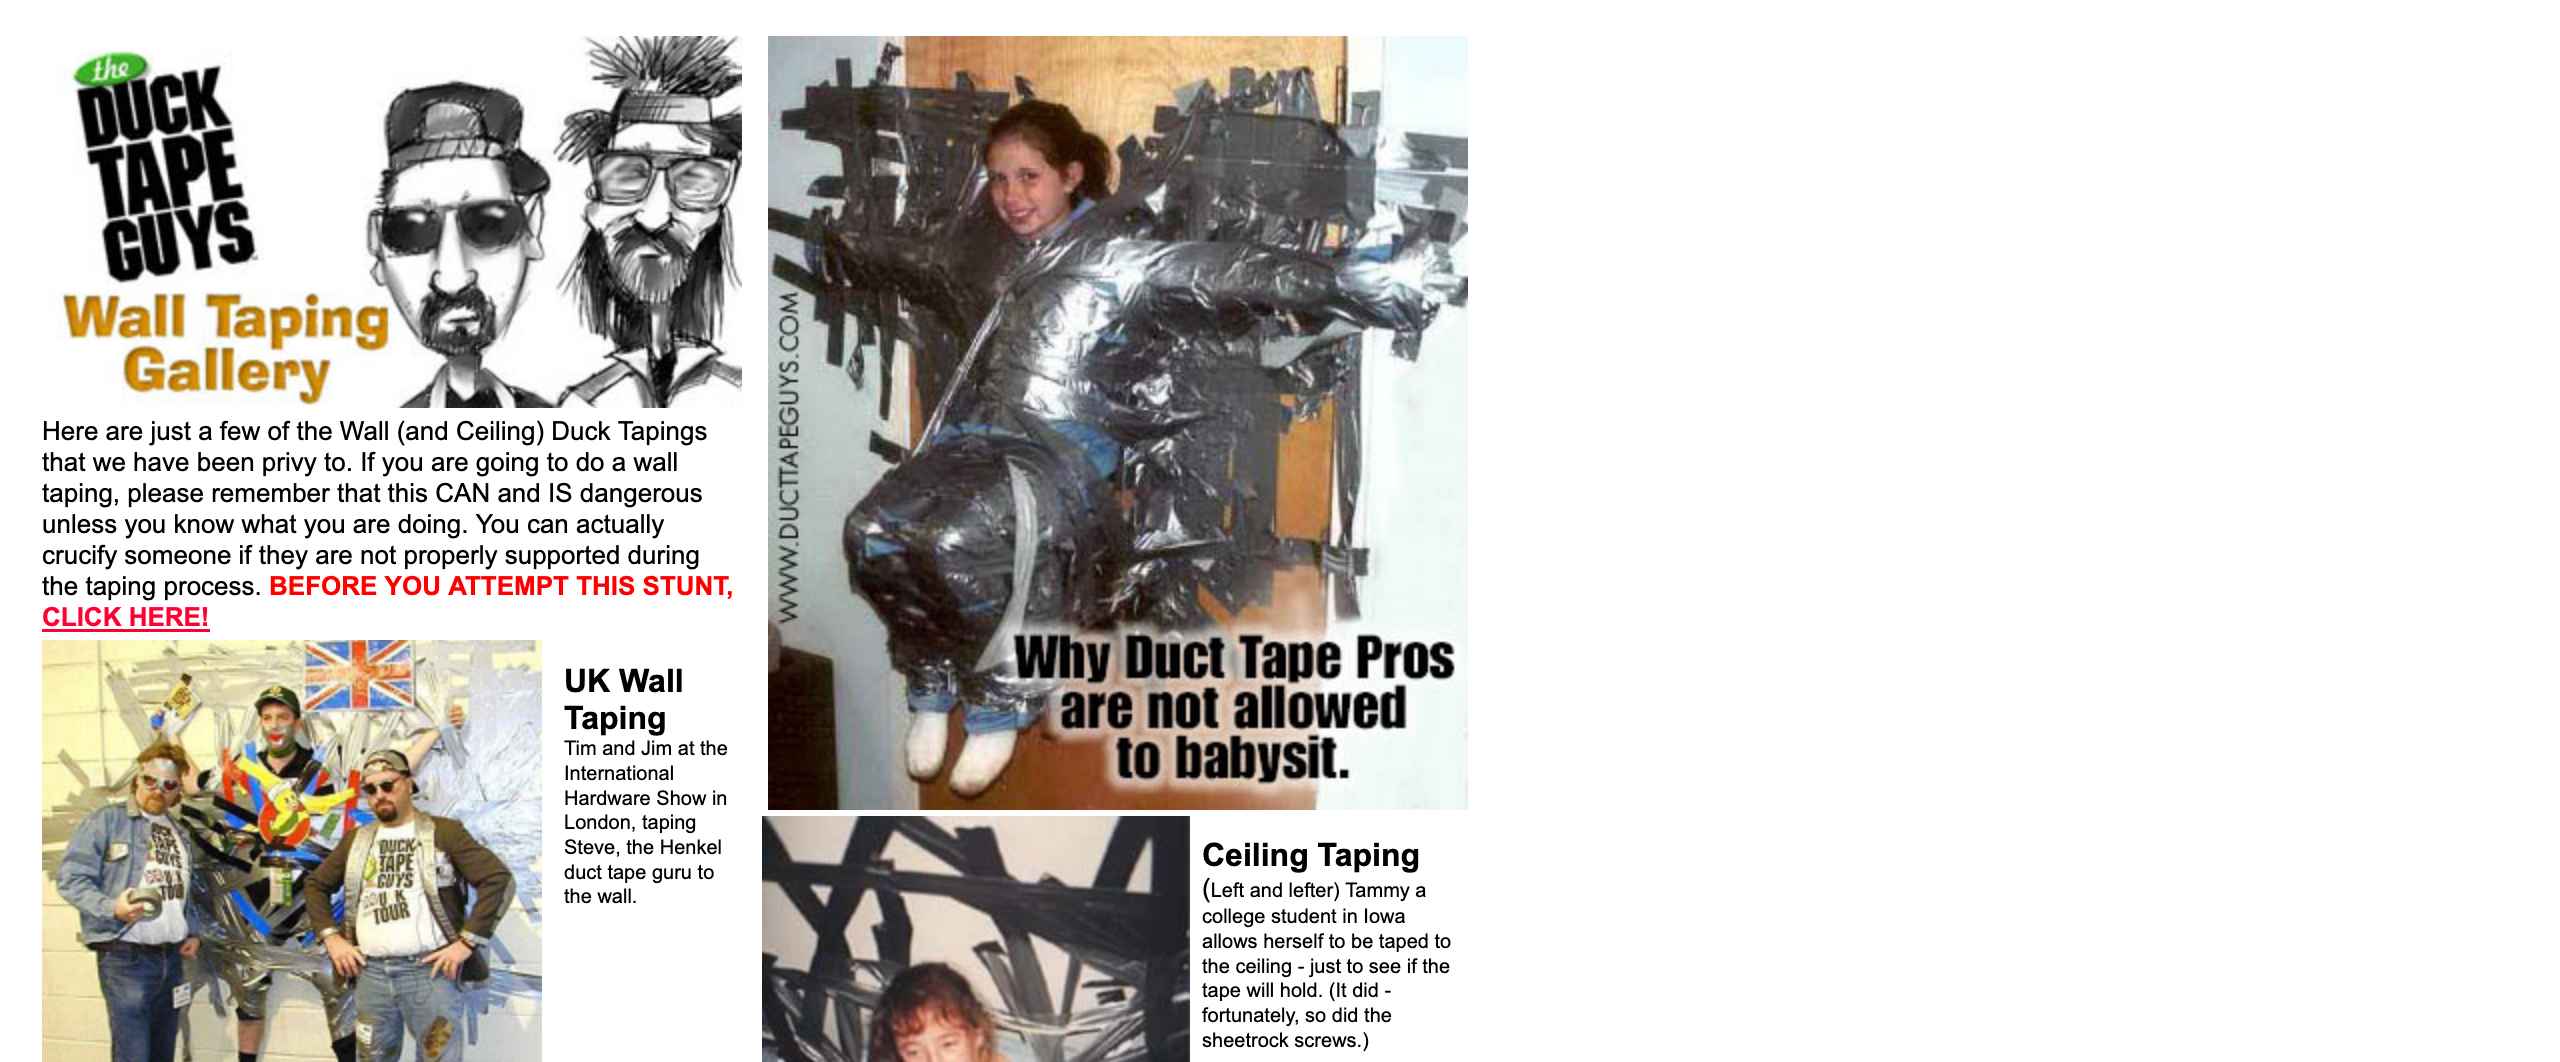 the
DUCK
TAPE
GUYS
Wall Taping
Gallery
Here are just a few of the Wall (and Ceiling) Duck Tapings
that we have been privy to. If you are going to do a wall
taping, please remember that this CAN and IS dangerous
unless you know what you are doing. You can actually
crucify someone if they are not properly supported during
the taping process. BEFORE YOU ATTEMPT THIS STUNT,
CLICK HERE!
DUCK
TAPE
GUYS
TOUR
DUCK
TAPE
GUYS
U K
TOUR
UK Wall
Taping
Tim and Jim at the
International
Hardware Show in
London, taping
Steve, the Henkel
duct tape guru to
the wall.
WWW.DUCTTAPEGUYS.COM
Why Duct Tape Pros
are not allowed
to babysit.
Ceiling Taping
(Left and lefter) Tammy a
college student in Iowa
allows herself to be taped to
the ceiling - just to see if the
tape will hold. (It did -
fortunately, so did the
sheetrock screws.)